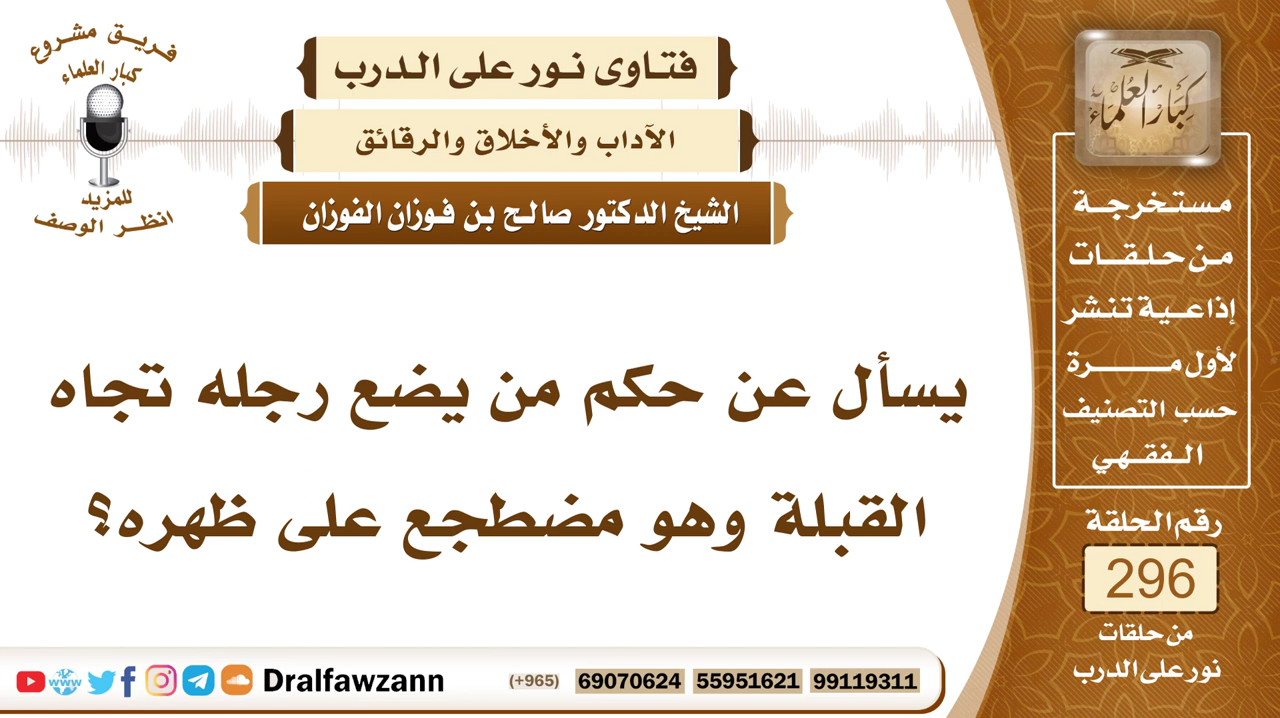 فريق مشروع
كبار العلماء
للمزيد
انظر الوصف
فتاوى نور على الدرب
الآداب والأخلاق والرقائق
الشيخ الدكتور صالح بن فوزان الفوزان
يسأل عن حكم من يضع رجله تجاه
القبلة وهو مضطجع على ظهره؟
كبار العلماء
مستخرجة
من حلقات
إذاعية تنشر
لأول مرة
حسب التصنيف
الفقهي
رقم الحلقة
296
من حلقات
نور على الدرب
www Dralfawzann (+965) 69070624 55951621 99119311